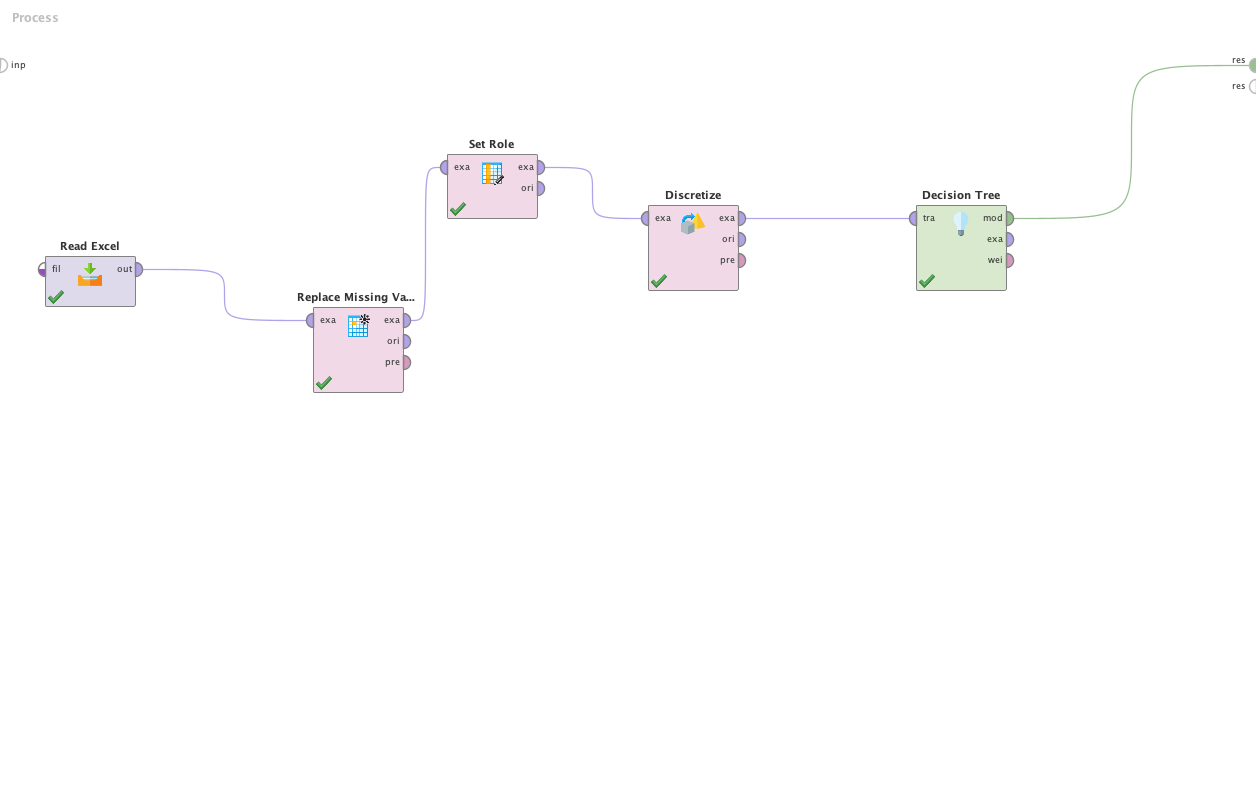 Process
inp
res
res
Set Role
exa exa
ori
Discretize
exa exa
ori
pre
Decision Tree
tra mod
exa
wei
Read Excel
fil out
Replace Missing Va...
exa exa
ori
pre